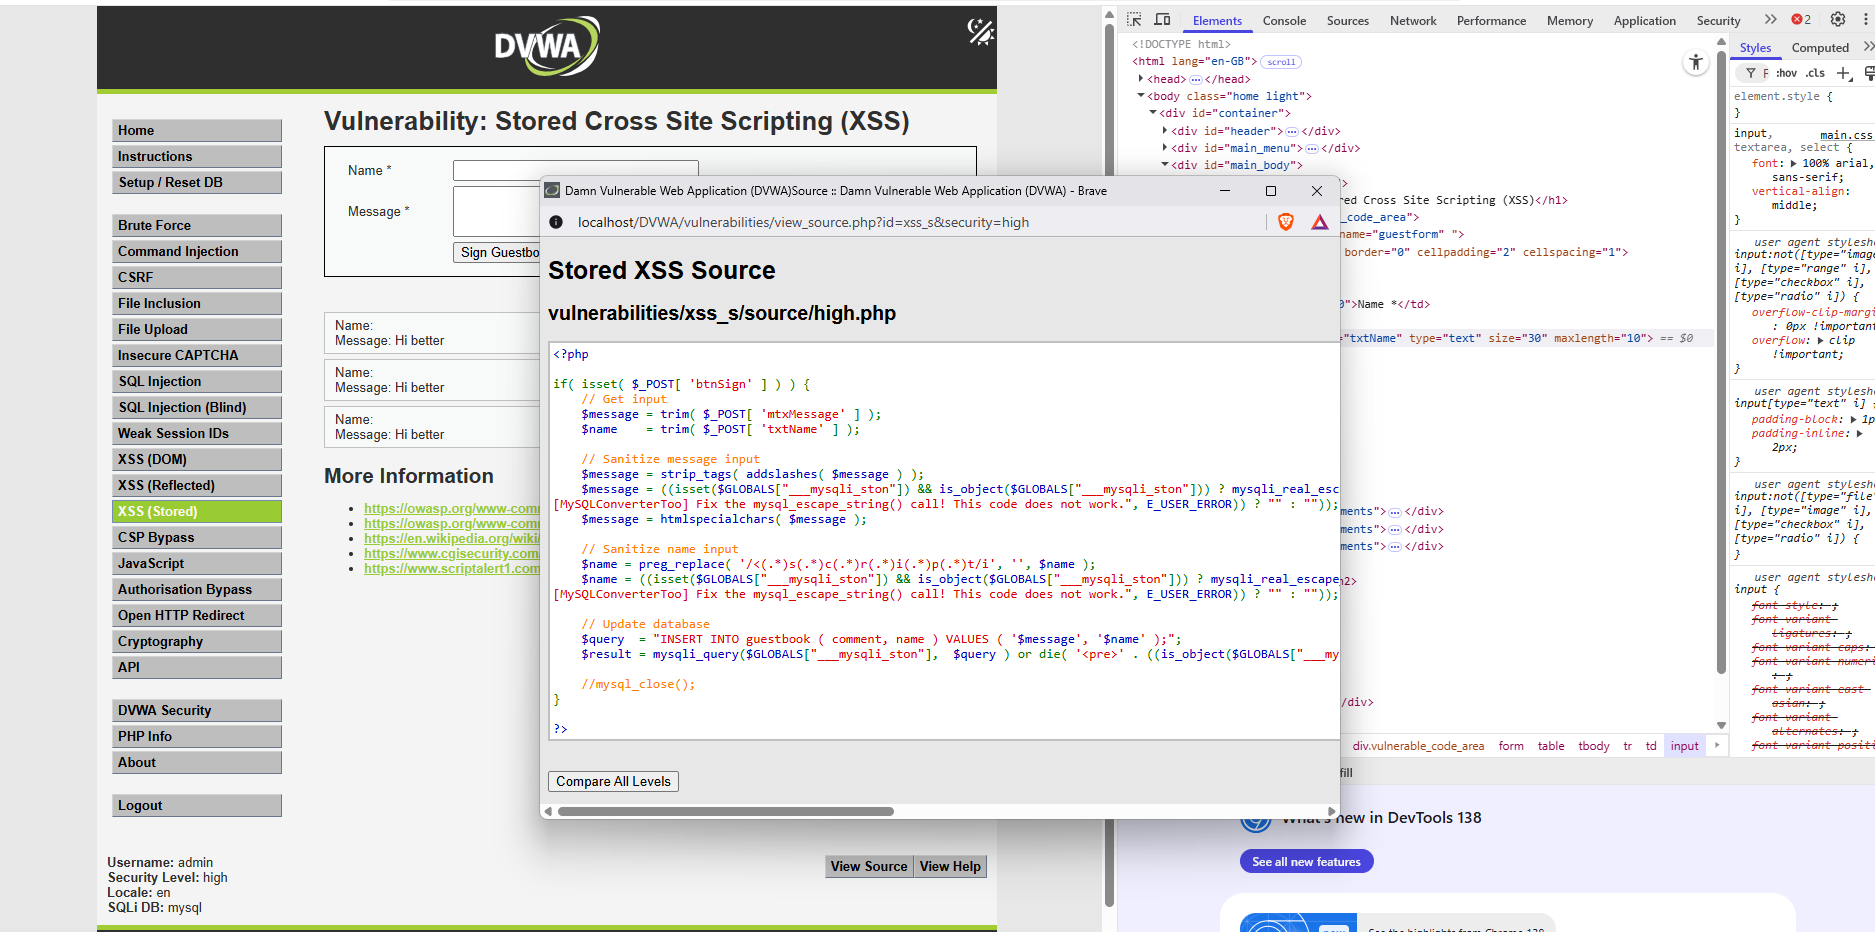 DVWA
Vulnerability: Stored Cross Site Scripting (XSS)
Home
Instructions
Setup / Reset DB
Brute Force
Command Injection
CSRF
File Inclusion
File Upload
Insecure CAPTCHA
SQL Injection
SQL Injection (Blind)
Weak Session IDs
XSS (DOM)
XSS (Reflected)
XSS (Stored)
CSP Bypass
JavaScript
Authorisation Bypass
Open HTTP Redirect
Cryptography
API
DVWA Security
PHP Info
About
Logout
Username: admin
Security Level: high
Locale: en
SQLi DB: mysql
Name *
Message *
Sign Guestbo
Name:
Message: Hi better
Name:
Message: Hi better
Name:
Message: Hi better
More Information
https://owasp.org/www-com
https://owasp.org/www-com
https://en.wikipedia.org/wiki/
https://www.cgisecurity.com
https://www.scriptalert1.com
View Source
View Help
Damn Vulnerable Web Application (DVWA)Source :: Damn Vulnerable Web Application (DVWA) - Brave
localhost/DVWA/vulnerabilities/view_source.php?id=xss_s&security=high
Stored XSS Source
vulnerabilities/xss_s/source/high.php
<?php
if( isset( $_POST[ 'btnSign' ] ) ) {
// Get input
$message = trim( $_POST[ 'mtxMessage' ] );
$name    = trim( $_POST[ 'txtName' ] );
// Sanitize message input
$message = strip_tags( addslashes( $message ) );
$message = ((isset($GLOBALS["___mysqli_ston"]) && is_object($GLOBALS["___mysqli_ston"])) ? mysqli_real_esc
[MySQLConverterToo] Fix the mysql_escape_string() call! This code does not work.", E_USER_ERROR)) ? "" : ""));
$message = htmlspecialchars( $message );
// Sanitize name input
$name = preg_replace( '/<(.*)s(.*)c(.*)r(.*)i(.*)p(.*)t/i', '', $name );
$name = ((isset($GLOBALS["___mysqli_ston"]) && is_object($GLOBALS["___mysqli_ston"])) ? mysqli_real_escape
[MySQLConverterToo] Fix the mysql_escape_string() call! This code does not work.", E_USER_ERROR)) ? "" : ""));
// Update database
$query  = "INSERT INTO guestbook ( comment, name ) VALUES ( '$message', '$name' );";
$result = mysqli_query($GLOBALS["___mysqli_ston"],  $query ) or die( '<pre>' . ((is_object($GLOBALS["___my
//mysql_close();
}
?>
Compare All Levels
Elements
Console
Sources
Network
Performance
Memory
Application
Security
2
<!DOCTYPE html>
<html lang="en-GB"> scroll
<head> </head>
<body class="home light">
<div id="container">
<div id="header"> </div>
<div id="main_menu"> </div>
<div id="main_body">
>
red Cross Site Scripting (XSS)</h1>
_code_area">
name="guestform" ">
border="0" cellpadding="2" cellspacing="1">
0">Name *</td>
="txtName" type="text" size="30" maxlength="10"> == $0
ments"> </div>
ments"> </div>
ments"> </div>
h2>
/div>
div.vulnerable_code_area form table tbody tr td input
fill
What's new in DevTools 138
See all new features
new
See the highlights from Chrome 138
Styles
Computed
F :hov .cls
element.style {
}
input, main.css
textarea, select {
font: 100% arial,
sans-serif;
vertical-align:
middle;
}
user agent styleshe
input:not([type="image
i], [type="range" i],
[type="checkbox" i],
[type="radio" i]) {
overflow-clip-margi
: 0px !important
overflow: clip
!important;
}
user agent styleshe
input[type="text" i] {
padding-block: 1p
padding-inline:
2px;
}
user agent styleshe
input:not([type="file"
i], [type="image" i],
[type="checkbox" i],
[type="radio" i]) {
}
user agent styleshe
input {
font-style: ;
font-variant-
ligatures: ;
font-variant-caps:
font-variant-numeri
: ;
font-variant-east-
asian: ;
font-variant-
alternates: ;
font-variant-positi